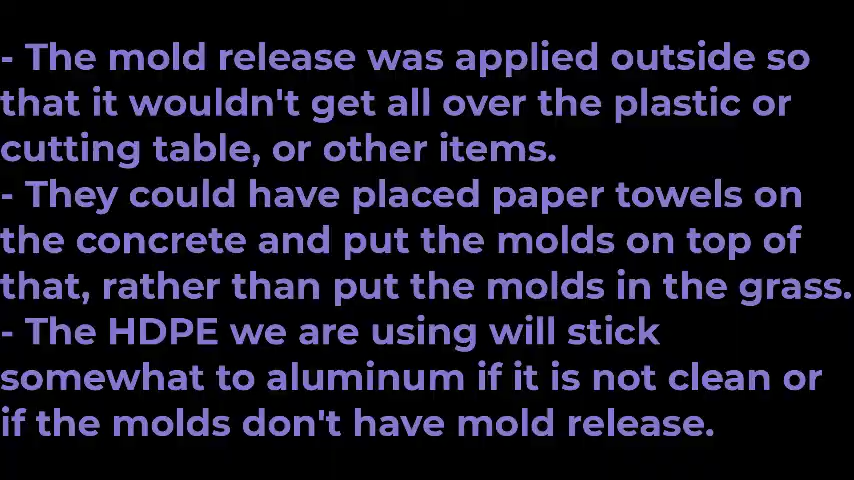 - The mold release was applied outside so
that it wouldn't get all over the plastic or
cutting table, or other items.
- They could have placed paper towels on
the concrete and put the molds on top of
that, rather than put the molds in the grass.
- The HDPE we are using will stick
somewhat to aluminum if it is not clean or
if the molds don't have mold release.